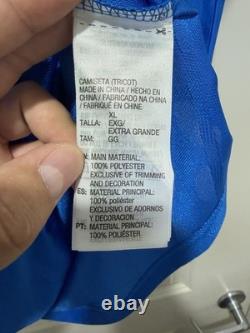 CAMISETA (TRICOT)
MADE IN CHINA / HECHO EN
CHINA / FABRICADO NA CHINA
/ FABRIQUÉ EN CHINE
XL
TALLA: EXG/
EXTRA GRANDE
TAM: GG
EN: MAIN MATERIAL:
100% POLYESTER
EXCLUSIVE OF TRIMMING
AND DECORATION
ES: MATERIAL PRINCIPAL:
100% poliéster
EXCLUSIVO DE ADORNOS
Y DECORACION
PT: MATERIAL PRINCIPAL:
100% POLIÉSTER